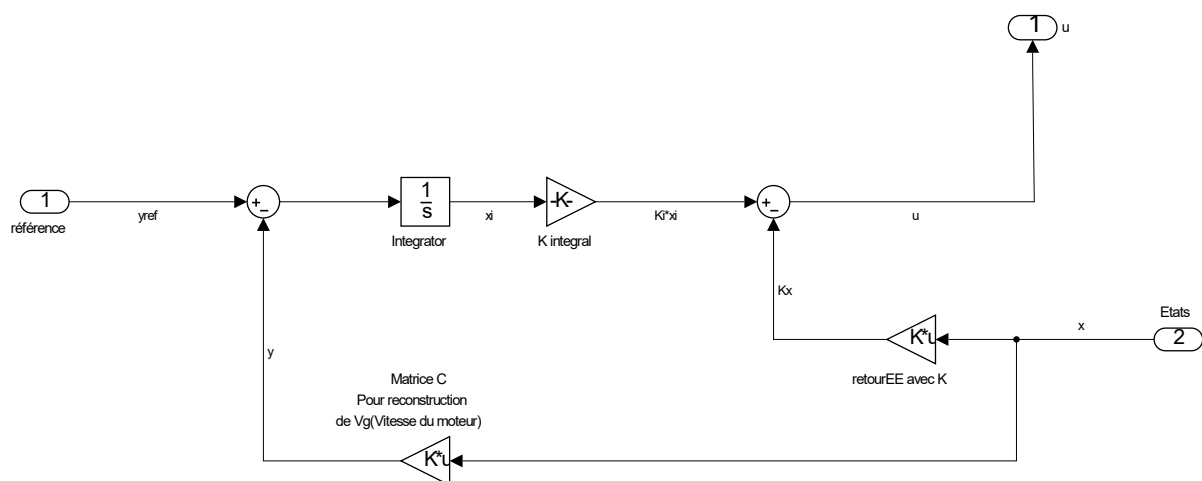 1
u
1
référence
yref
+
−
1
s
Integrator
xi
-K-
K integral
Ki*xi
+
−
u
Kx
K*u
retourEE avec K
x
Etats
2
y
Matrice C
Pour reconstruction
de Vg(Vitesse du moteur)
K*u